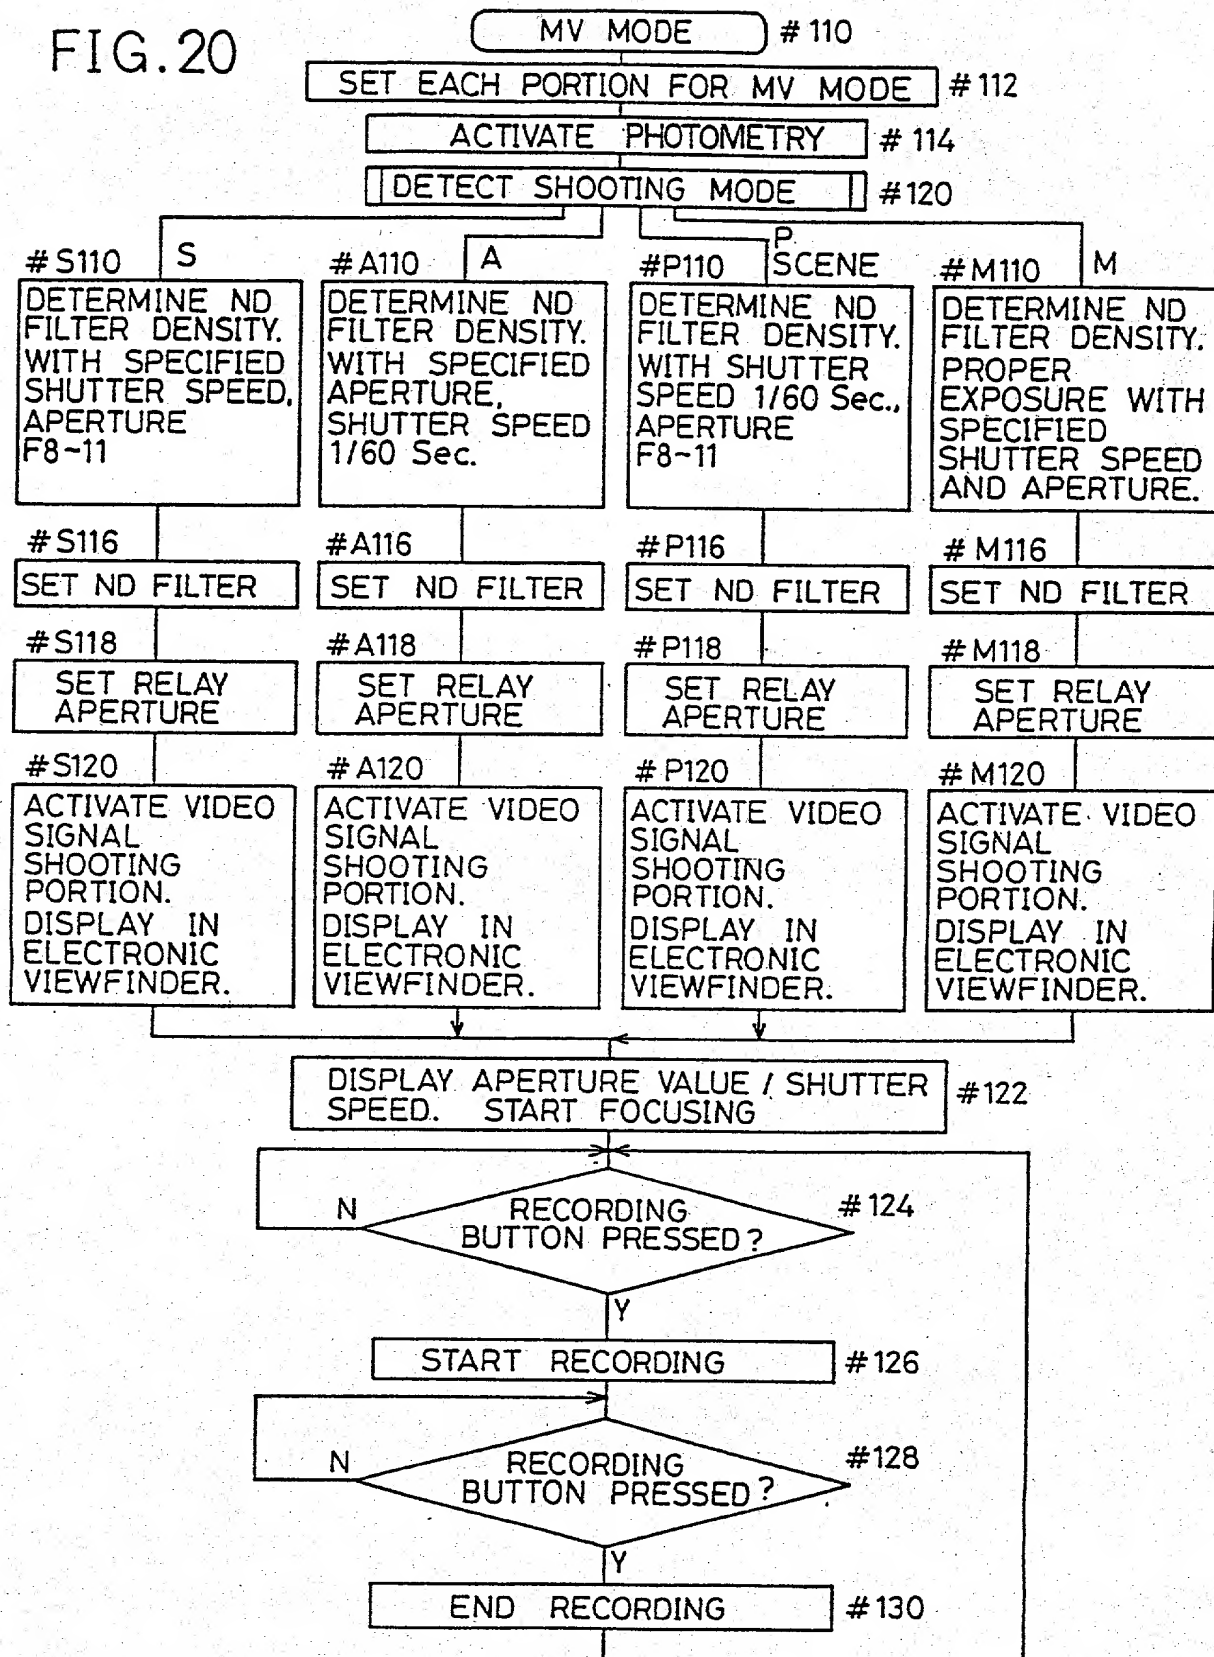 FIG.20
MV MODE
#110
SET EACH PORTION FOR MV MODE
#112
ACTIVATE PHOTOMETRY
#114
DETECT SHOOTING MODE
#120
#S110
S
DETERMINE ND
FILTER DENSITY.
WITH SPECIFIED
SHUTTER SPEED,
APERTURE
F8~11
#S116
SET ND FILTER
#S118
SET RELAY
APERTURE
#S120
ACTIVATE VIDEO
SIGNAL
SHOOTING
PORTION.
DISPLAY IN
ELECTRONIC
VIEWFINDER.
#A110
A
DETERMINE ND
FILTER DENSITY.
WITH SPECIFIED
APERTURE,
SHUTTER SPEED
1/60 Sec.
#A116
SET ND FILTER
#A118
SET RELAY
APERTURE
#A120
ACTIVATE VIDEO
SIGNAL
SHOOTING
PORTION.
DISPLAY IN
ELECTRONIC
VIEWFINDER.
#P110
P
SCENE
DETERMINE ND
FILTER DENSITY.
WITH SHUTTER
SPEED 1/60 Sec.,
APERTURE
F8~11
#P116
SET ND FILTER
#P118
SET RELAY
APERTURE
#P120
ACTIVATE VIDEO
SIGNAL
SHOOTING
PORTION.
DISPLAY IN
ELECTRONIC
VIEWFINDER.
#M110
M
DETERMINE ND
FILTER DENSITY.
PROPER
EXPOSURE WITH
SPECIFIED
SHUTTER SPEED
AND APERTURE.
#M116
SET ND FILTER
#M118
SET RELAY
APERTURE
#M120
ACTIVATE VIDEO
SIGNAL
SHOOTING
PORTION.
DISPLAY IN
ELECTRONIC
VIEWFINDER.
DISPLAY APERTURE VALUE / SHUTTER
SPEED. START FOCUSING
#122
RECORDING
BUTTON PRESSED?
#124
N
Y
START RECORDING
#126
RECORDING
BUTTON PRESSED?
#128
N
Y
END RECORDING
#130